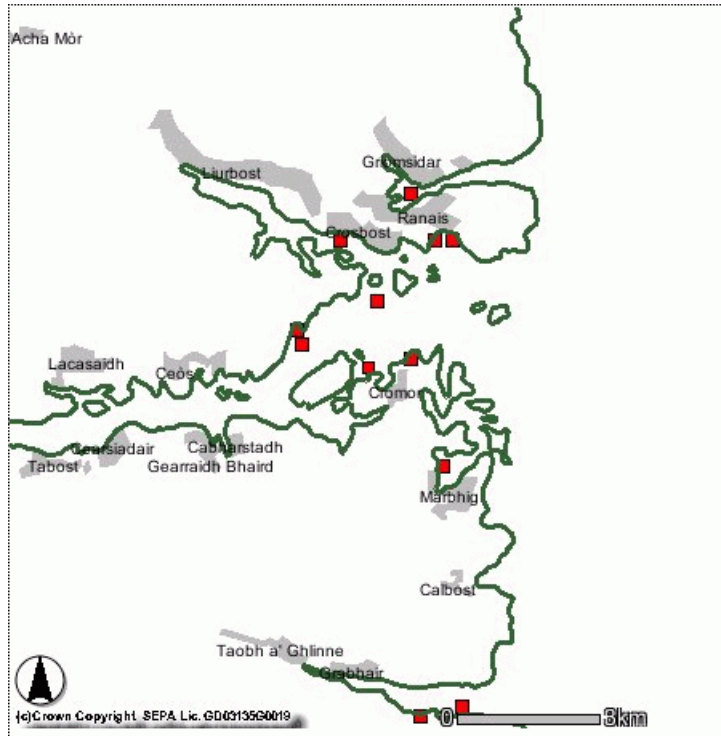 Acha Mòr
Griomsidar
Liurbost
Ranais
Crosbost
Lacasaidh
Ceòs
Cromor
Cearsiadair
Cabharstadh
Tabost
Gearraidh Bhaird
Marbhig
Calbost
Taobh a' Ghlinne
Grabhair
(c)Crown Copyright SEPA Lic. GD03135G0019
0 3km